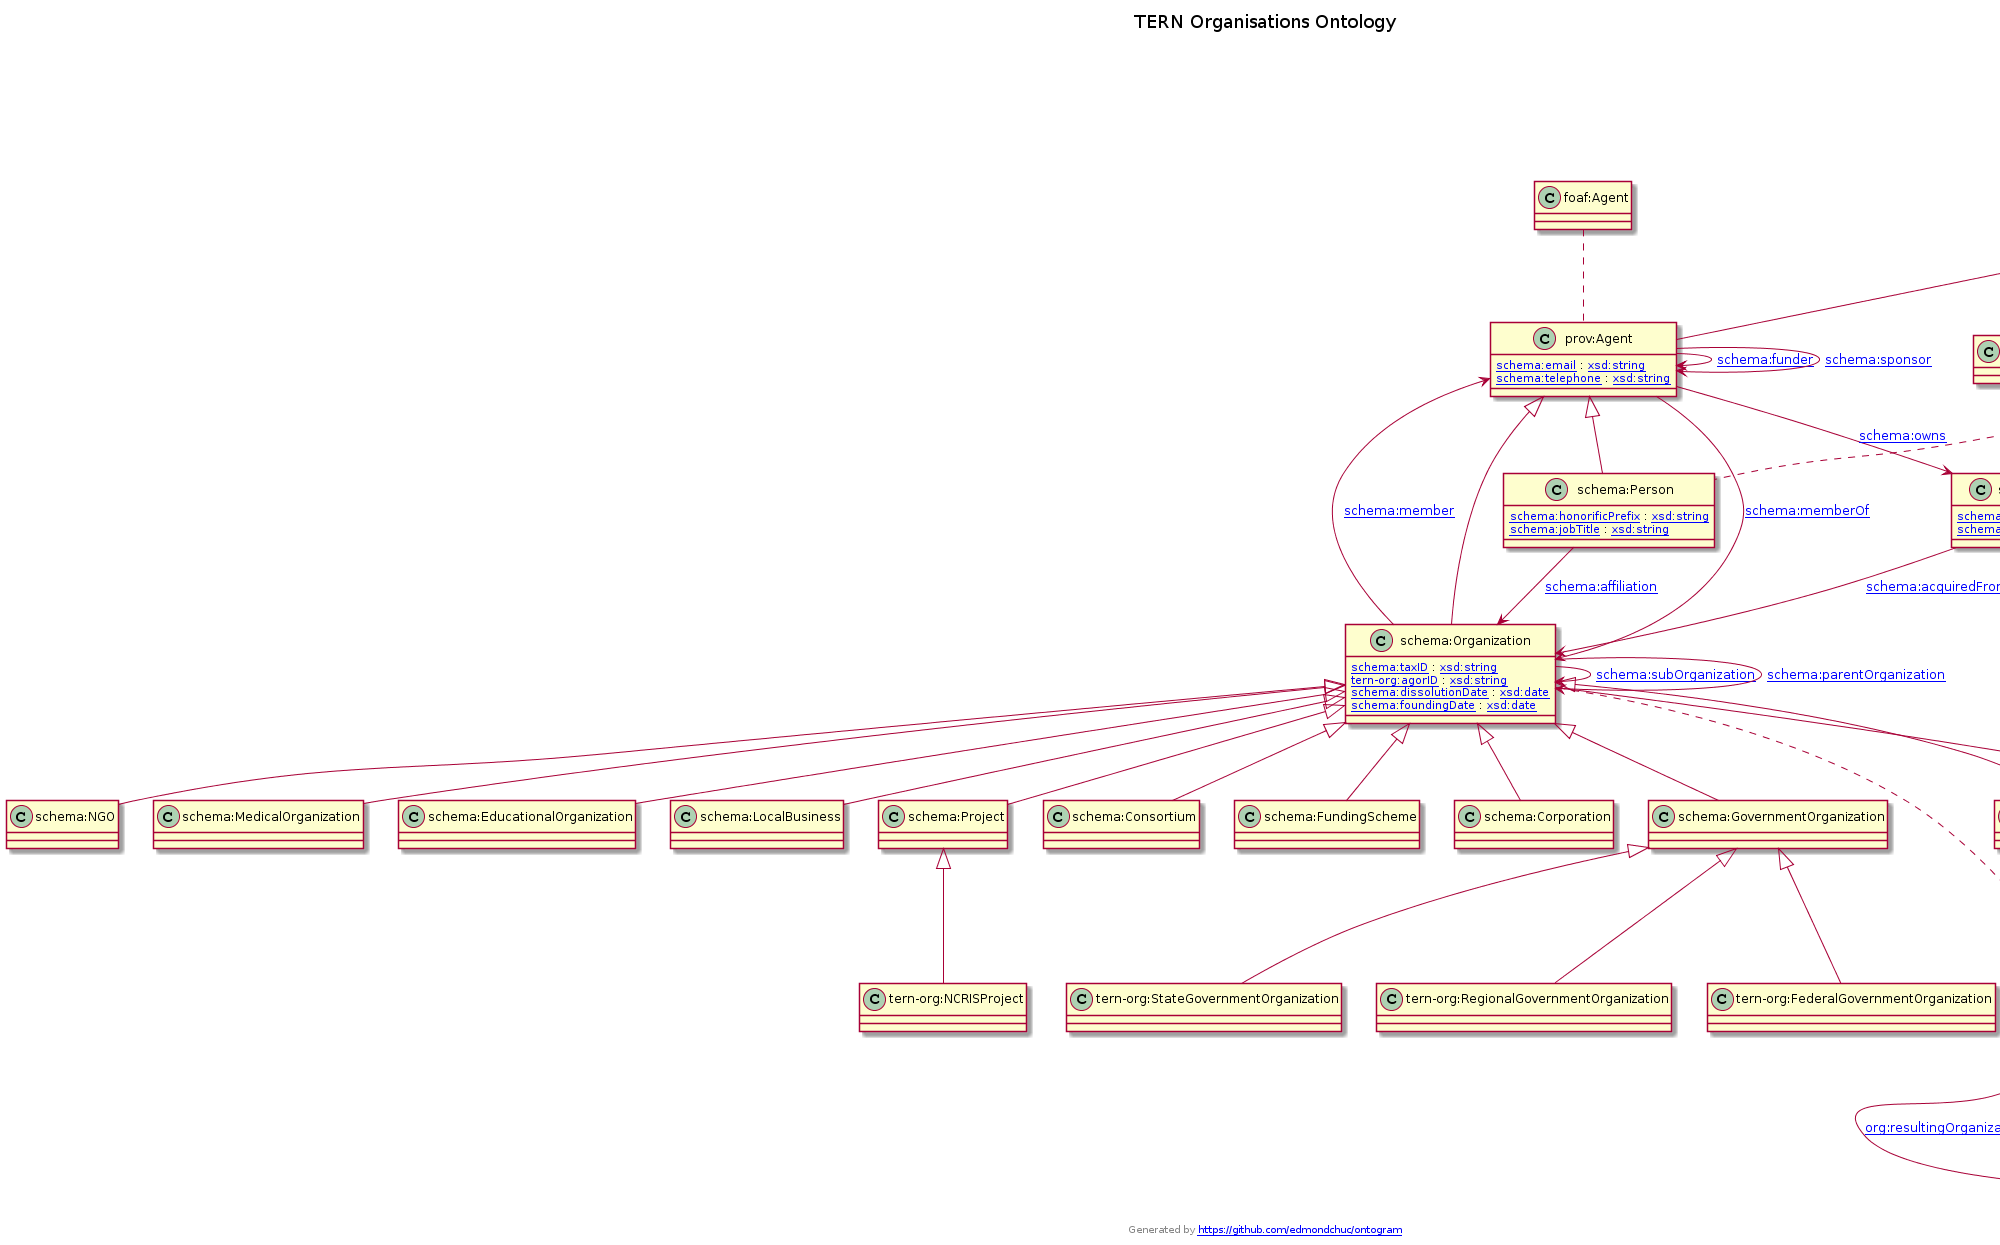 TERN Organisations Ontology
C foaf:Agent
C prov:Agent
schema:email : xsd:string
schema:telephone : xsd:string
schema:funder
schema:sponsor
C
schema:owns
C schema:Person
schema:honorificPrefix : xsd:string
schema:jobTitle : xsd:string
schema:member
schema:memberOf
C
schema:
schema:
schema:affiliation
schema:acquiredFro
C schema:Organization
schema:taxID : xsd:string
tern-org:agorID : xsd:string
schema:dissolutionDate : xsd:date
schema:foundingDate : xsd:date
schema:subOrganization
schema:parentOrganization
C schema:NGO
C schema:MedicalOrganization
C schema:EducationalOrganization
C schema:LocalBusiness
C schema:Project
C schema:Consortium
C schema:FundingScheme
C schema:Corporation
C schema:GovernmentOrganization
C tern-org:NCRISProject
C tern-org:StateGovernmentOrganization
C tern-org:RegionalGovernmentOrganization
C tern-org:FederalGovernmentOrganization
org:resultingOrganiza
Generated by https://github.com/edmondchuc/ontogram